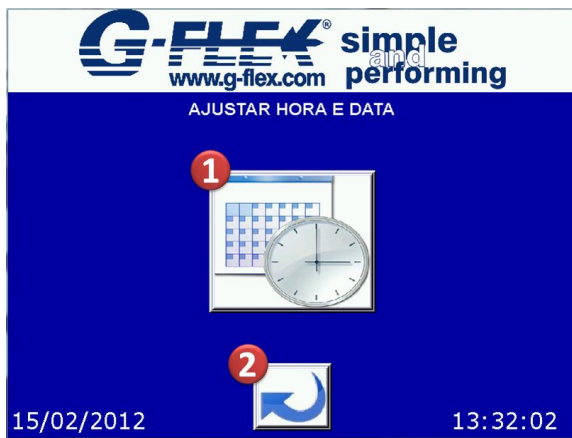 G-FLEX®
www.g-flex.com
simple
and
performing
AJUSTAR HORA E DATA
1
2
15/02/2012
13:32:02